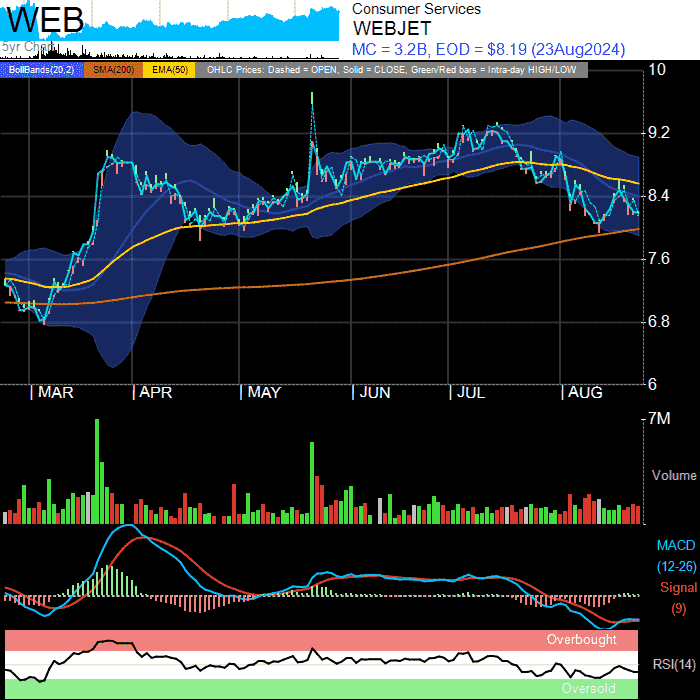 WEB
5yr Chart
Consumer Services
WEBJET
MC = 3.2B, EOD = $8.19 (23Aug2024)
BollBands(20,2) SMA(200) EMA(50) OHLC Prices: Dashed = OPEN, Solid = CLOSE, Green/Red bars = Intra-day HIGH/LOW
10
9.2
8.4
7.6
6.8
6
MAR APR MAY JUN JUL AUG
7M
Volume
MACD
(12-26)
Signal
(9)
Overbought
RSI(14)
Oversold